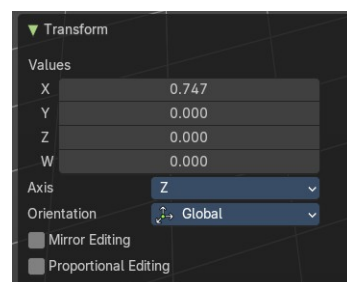 Transform
Values
X 0.747
Y 0.000
Z 0.000
W 0.000
Axis Z
Orientation Global
Mirror Editing
Proportional Editing